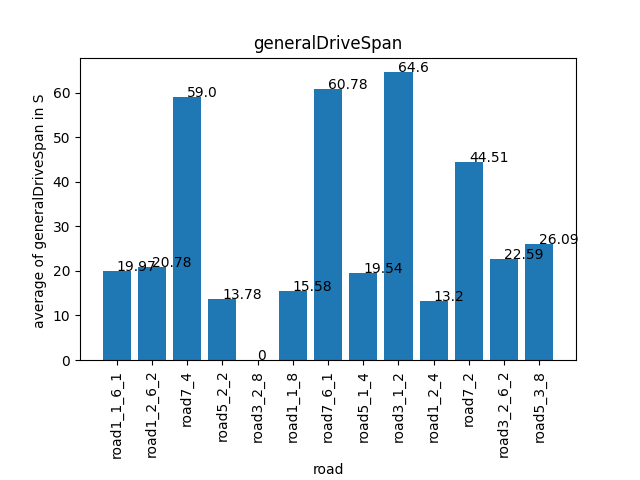 generalDriveSpan
average of generalDriveSpan in S
60
50
40
30
20
10
0
19.97
20.78
59.0
13.78
0
15.58
60.78
19.54
64.6
13.2
44.51
22.59
26.09
road1_1_6_1
road1_2_6_2
road7_4
road5_2_2
road3_2_8
road1_1_8
road7_6_1
road5_1_4
road3_1_2
road1_2_4
road7_2
road3_2_6_2
road5_3_8
road